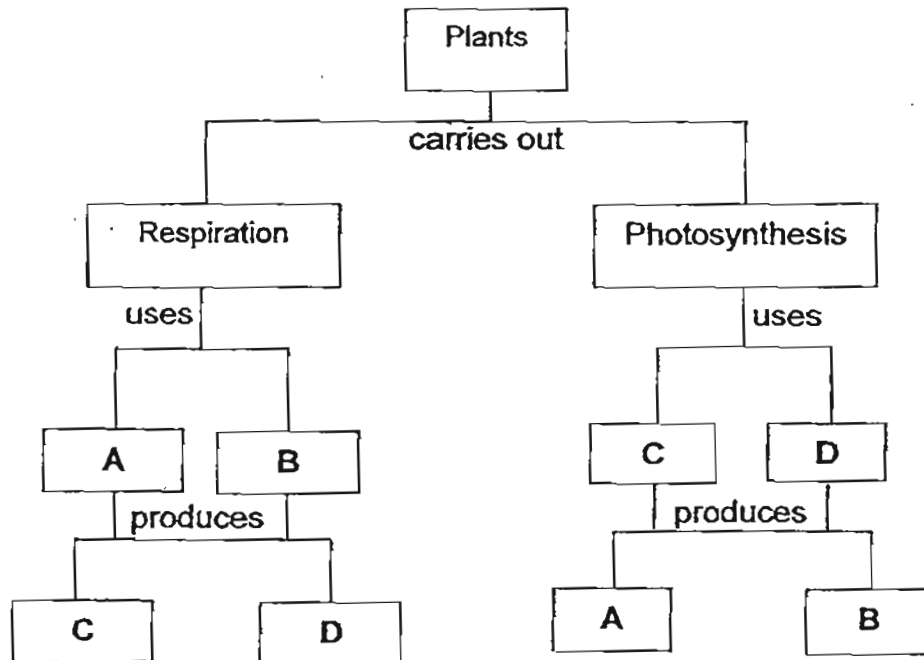 Plants
carries out
Respiration
Photosynthesis
uses
uses
A
B
C
D
produces
produces
C
D
A
B